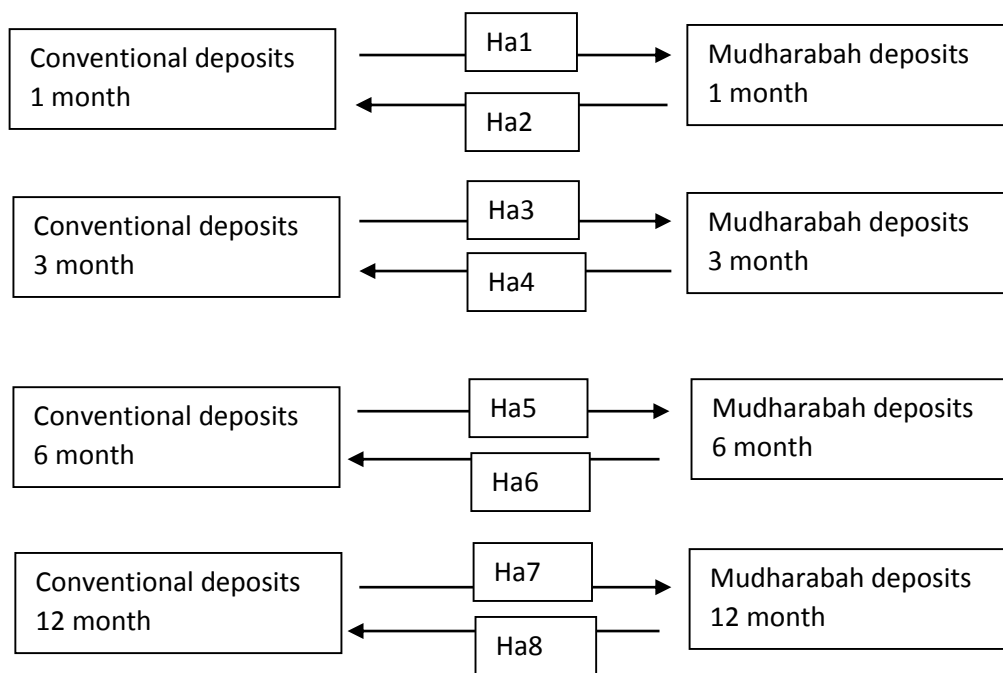 Conventional deposits
1 month
Ha1
Ha2
Mudharabah deposits
1 month
Conventional deposits
3 month
Ha3
Ha4
Mudharabah deposits
3 month
Conventional deposits
6 month
Ha5
Ha6
Mudharabah deposits
6 month
Conventional deposits
12 month
Ha7
Ha8
Mudharabah deposits
12 month